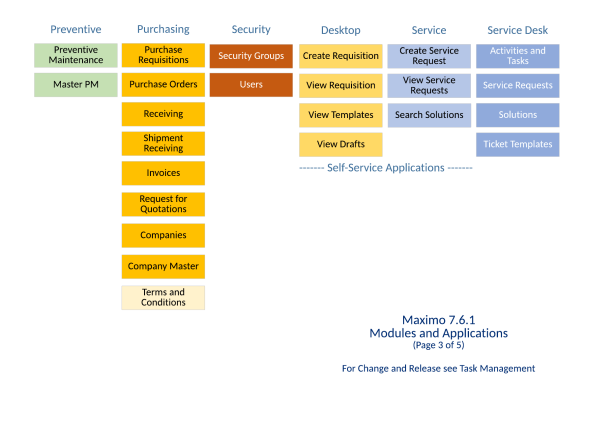 Preventive
Purchasing
Security
Desktop
Service
Service Desk
Preventive
Maintenance
Master PM
Purchase
Requisitions
Purchase Orders
Receiving
Shipment
Receiving
Invoices
Request for
Quotations
Companies
Company Master
Terms and
Conditions
Security Groups
Users
Create Requisition
View Requisition
View Templates
View Drafts
Create Service
Request
View Service
Requests
Search Solutions
Activities and
Tasks
Service Requests
Solutions
Ticket Templates
------- Self-Service Applications -------
Maximo 7.6.1
Modules and Applications
(Page 3 of 5)
For Change and Release see Task Management